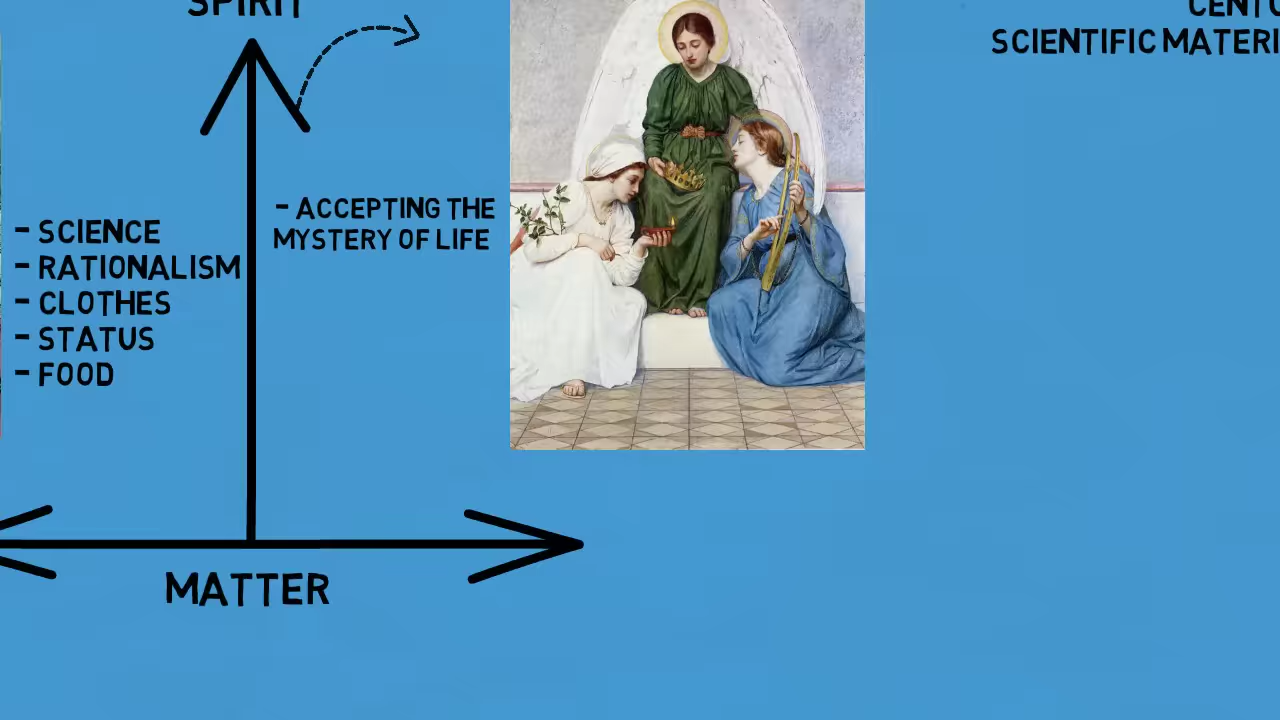 SPIRIT
- SCIENCE
- RATIONALISM
- CLOTHES
- STATUS
- FOOD
- ACCEPTING THE
MYSTERY OF LIFE
MATTER
SCIENTIFIC